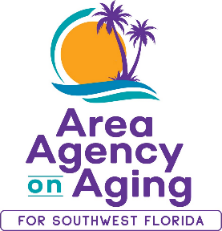 Area
Agency
on Aging
FOR SOUTHWEST FLORIDA